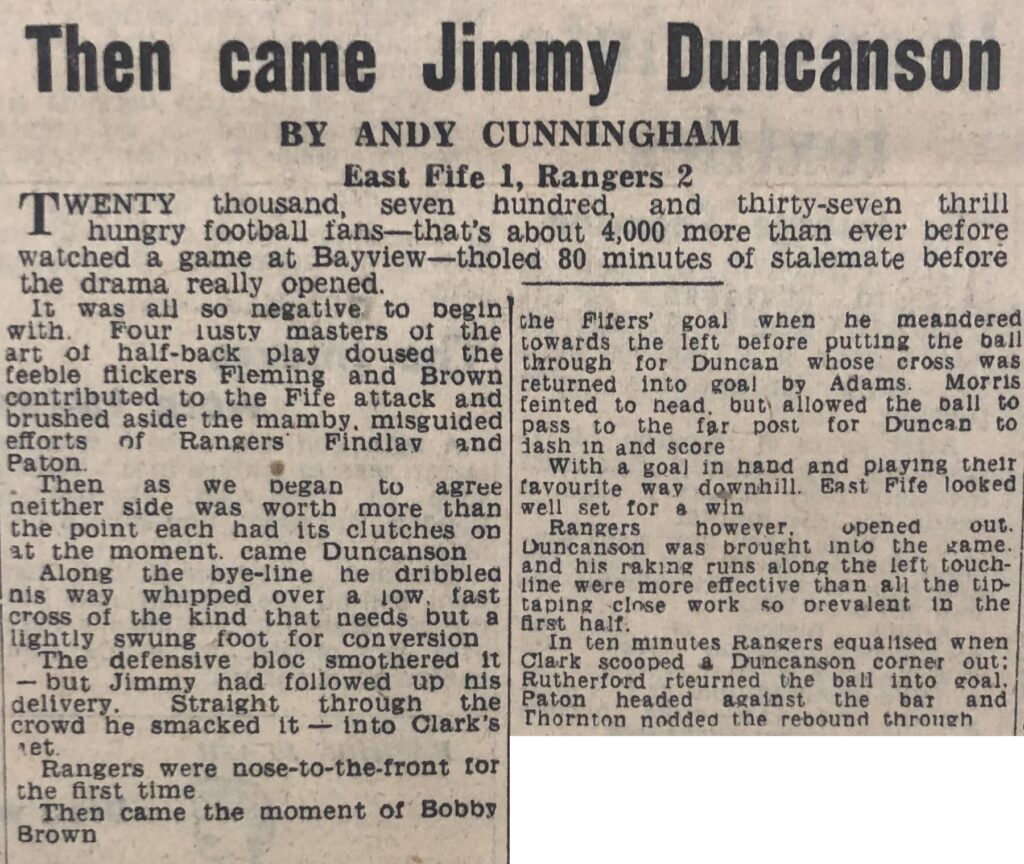 Then came Jimmy Duncanson
BY ANDY CUNNINGHAM
East Fife 1, Rangers 2
TWENTY thousand, seven hundred, and thirty-seven thrill
hungry football fans—that's about 4,000 more than ever before
watched a game at Bayview—tholed 80 minutes of stalemate before
the drama really opened.
It was all so negative to begin
with. Four lusty masters of the
art of half-back play doused the
feeble flickers Fleming and Brown
contributed to the Fife attack and
brushed aside the mamby, misguided
efforts of Rangers' Findlay and
Paton.
Then as we began to agree
neither side was worth more than
the point each had its clutches on
at the moment. came Duncanson
Along the bye-line he dribbled
his way whipped over a low, fast
cross of the kind that needs but a
lightly swung foot for conversion
The defensive bloc smothered it
— but Jimmy had followed up his
delivery. Straight through the
crowd he smacked it — into Clark's
net.
Rangers were nose-to-the-front for
the first time
Then came the moment of Bobby
Brown
the Fifers' goal when he meandered
towards the left before putting the ball
through for Duncan whose cross was
returned into goal by Adams. Morris
feinted to head, but allowed the ball to
pass to the far post for Duncan to
dash in and score
With a goal in hand and playing their
favourite way downhill. East Fife looked
well set for a win
Rangers however, opened out.
Duncanson was brought into the game.
and his raking runs along the left touch-
line were more effective than all the tip-
taping close work so prevalent in the
first half.
In ten minutes Rangers equalised when
Clark scooped a Duncanson corner out;
Rutherford rteurned the ball into goal.
Paton headed against the bar and
Thornton nodded the rebound through